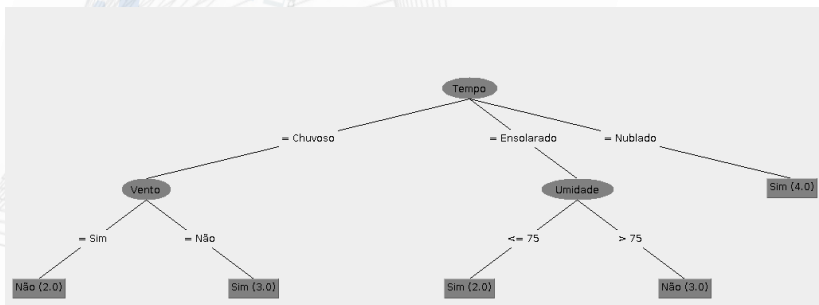 Tempo
= Chuvoso
= Ensolarado
= Nublado
Vento
Umidade
Sim (4.0)
= Sim
= Não
<= 75
> 75
Não (2.0)
Sim (3.0)
Sim (2.0)
Não (3.0)